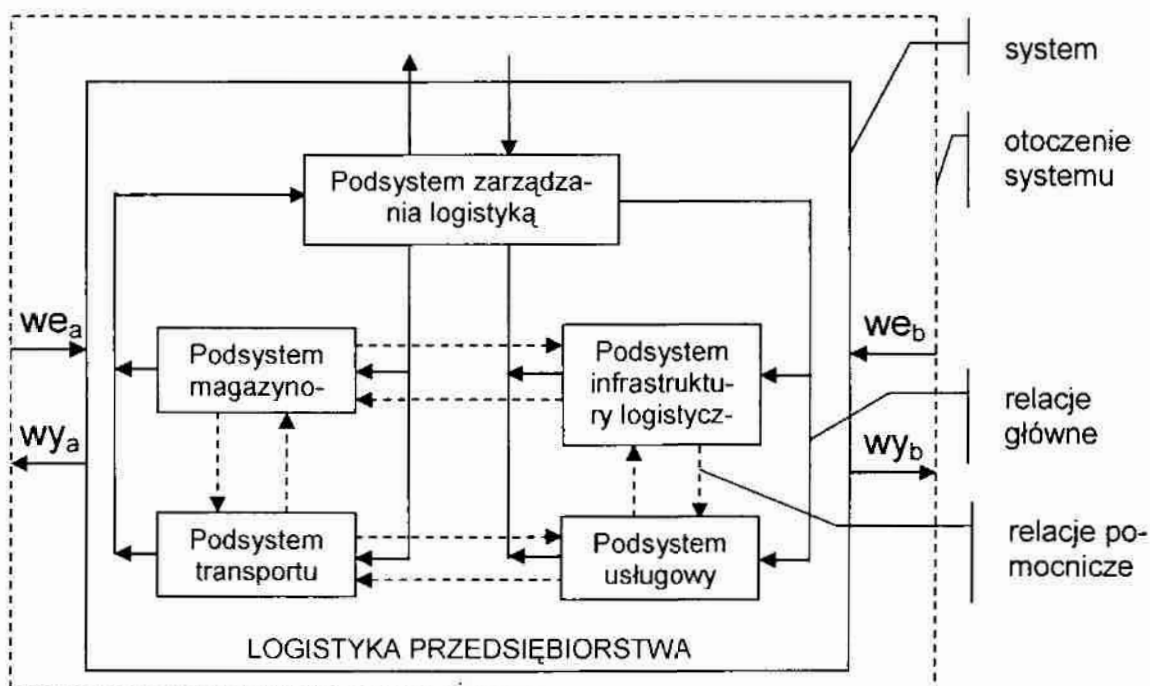 system
otoczenie
systemu
Podsystem zarządza-
nia logistyką
we_a
we_b
Podsystem
magazyno-
Podsystem
infrastruktu-
ry logistycz-
relacje
główne
wy_a
wy_b
Podsystem
transportu
Podsystem
usługowy
relacje po-
mocnicze
LOGISTYKA PRZEDSIĘBIORSTWA